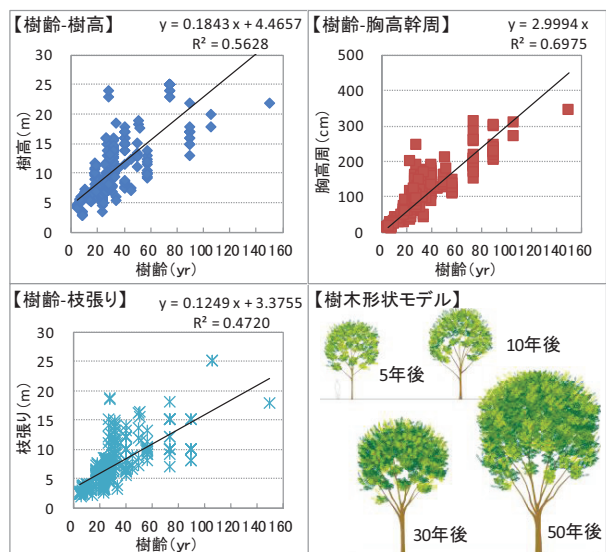 【樹齢-樹高】
y = 0.1843 x + 4.4657
R² = 0.5628
樹高(m)
30
25
20
15
10
5
0
0 20 40 60 80 100 120 140 160
樹齢(yr)
【樹齢-胸高幹周】
y = 2.9994 x
R² = 0.6975
胸高周(cm)
500
400
300
200
100
0
0 20 40 60 80 100 120 140 160
樹齢(yr)
【樹齢-枝張り】
y = 0.1249 x + 3.3755
R² = 0.4720
枝張り(m)
30
25
20
15
10
5
0
0 20 40 60 80 100 120 140 160
樹齢(yr)
【樹木形状モデル】
5年後
10年後
30年後
50年後